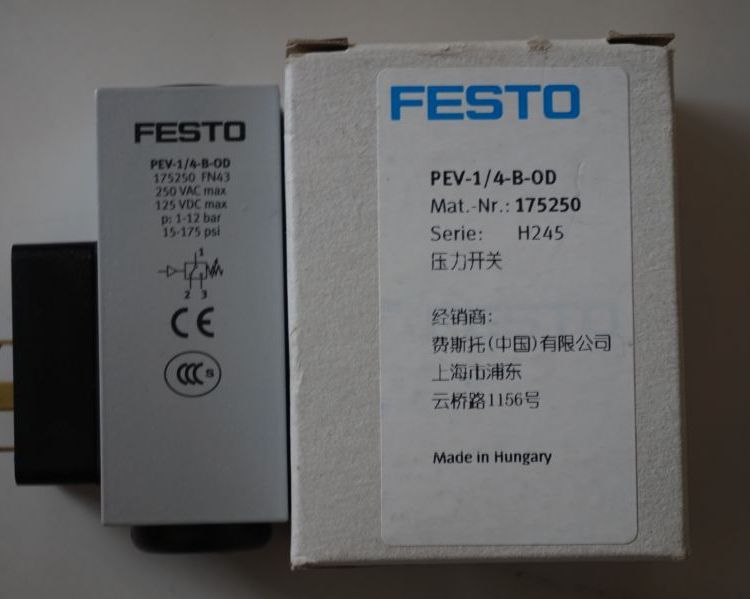 FESTO
PEV-1/4-B-OD
175250 FN43
250 VAC max
125 VDC max
p: 1-12 bar
15-175 psi
1
2 3
CE
CCC S
FESTO
PEV-1/4-B-OD
Mat.-Nr.: 175250
Serie: H245
压力开关
经销商:
费斯托(中国)有限公司
上海市浦东
云桥路1156号
Made in Hungary